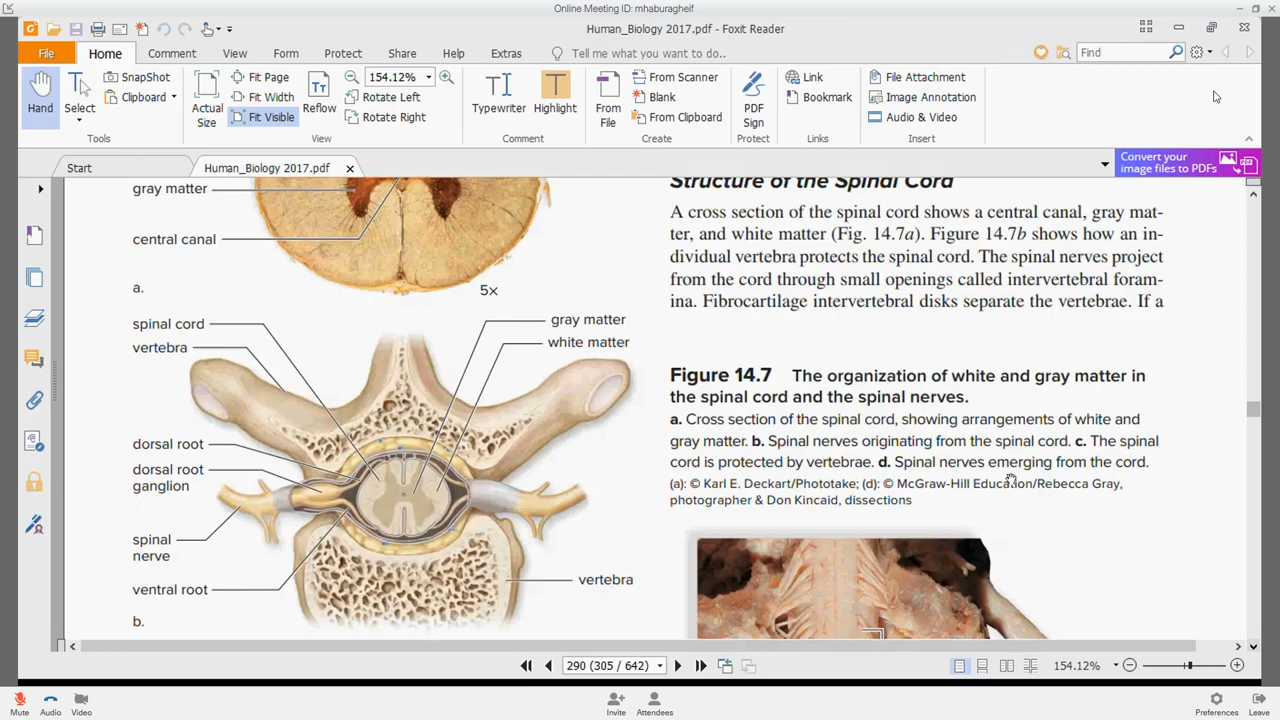 Online Meeting ID: mhaburagheif
Human_Biology 2017.pdf - Foxit Reader
File
Home
Comment
View
Form
Protect
Share
Help
Extras
Tell me what you want to do..
Find
Hand
Select
SnapShot
Clipboard
Tools
Actual
Size
Fit Page
Fit Width
Fit Visible
Reflow
154.12%
Rotate Left
Rotate Right
View
Typewriter
Highlight
Comment
From
File
From Scanner
Blank
From Clipboard
Create
PDF
Sign
Protect
Link
Bookmark
Links
File Attachment
Image Annotation
Audio & Video
Insert
Start
Human_Biology 2017.pdf
Convert your
image files to PDFs
gray matter
central canal
a.
5x
spinal cord
vertebra
gray matter
white matter
dorsal root
dorsal root
ganglion
spinal
nerve
ventral root
vertebra
b.
Structure of the Spinal Cord
A cross section of the spinal cord shows a central canal, gray mat-
ter, and white matter (Fig. 14.7a). Figure 14.7b shows how an in-
dividual vertebra protects the spinal cord. The spinal nerves project
from the cord through small openings called intervertebral foram-
ina. Fibrocartilage intervertebral disks separate the vertebrae. If a
Figure 14.7 The organization of white and gray matter in
the spinal cord and the spinal nerves.
a. Cross section of the spinal cord, showing arrangements of white and
gray matter. b. Spinal nerves originating from the spinal cord. c. The spinal
cord is protected by vertebrae. d. Spinal nerves emerging from the cord.
(a): © Karl E. Deckart/Phototake; (d): © McGraw-Hill Education/Rebecca Gray,
photographer & Don Kincaid, dissections
290 (305 / 642)
154.12%
Mute
Audio
Video
Invite
Attendees
Preferences
Leave